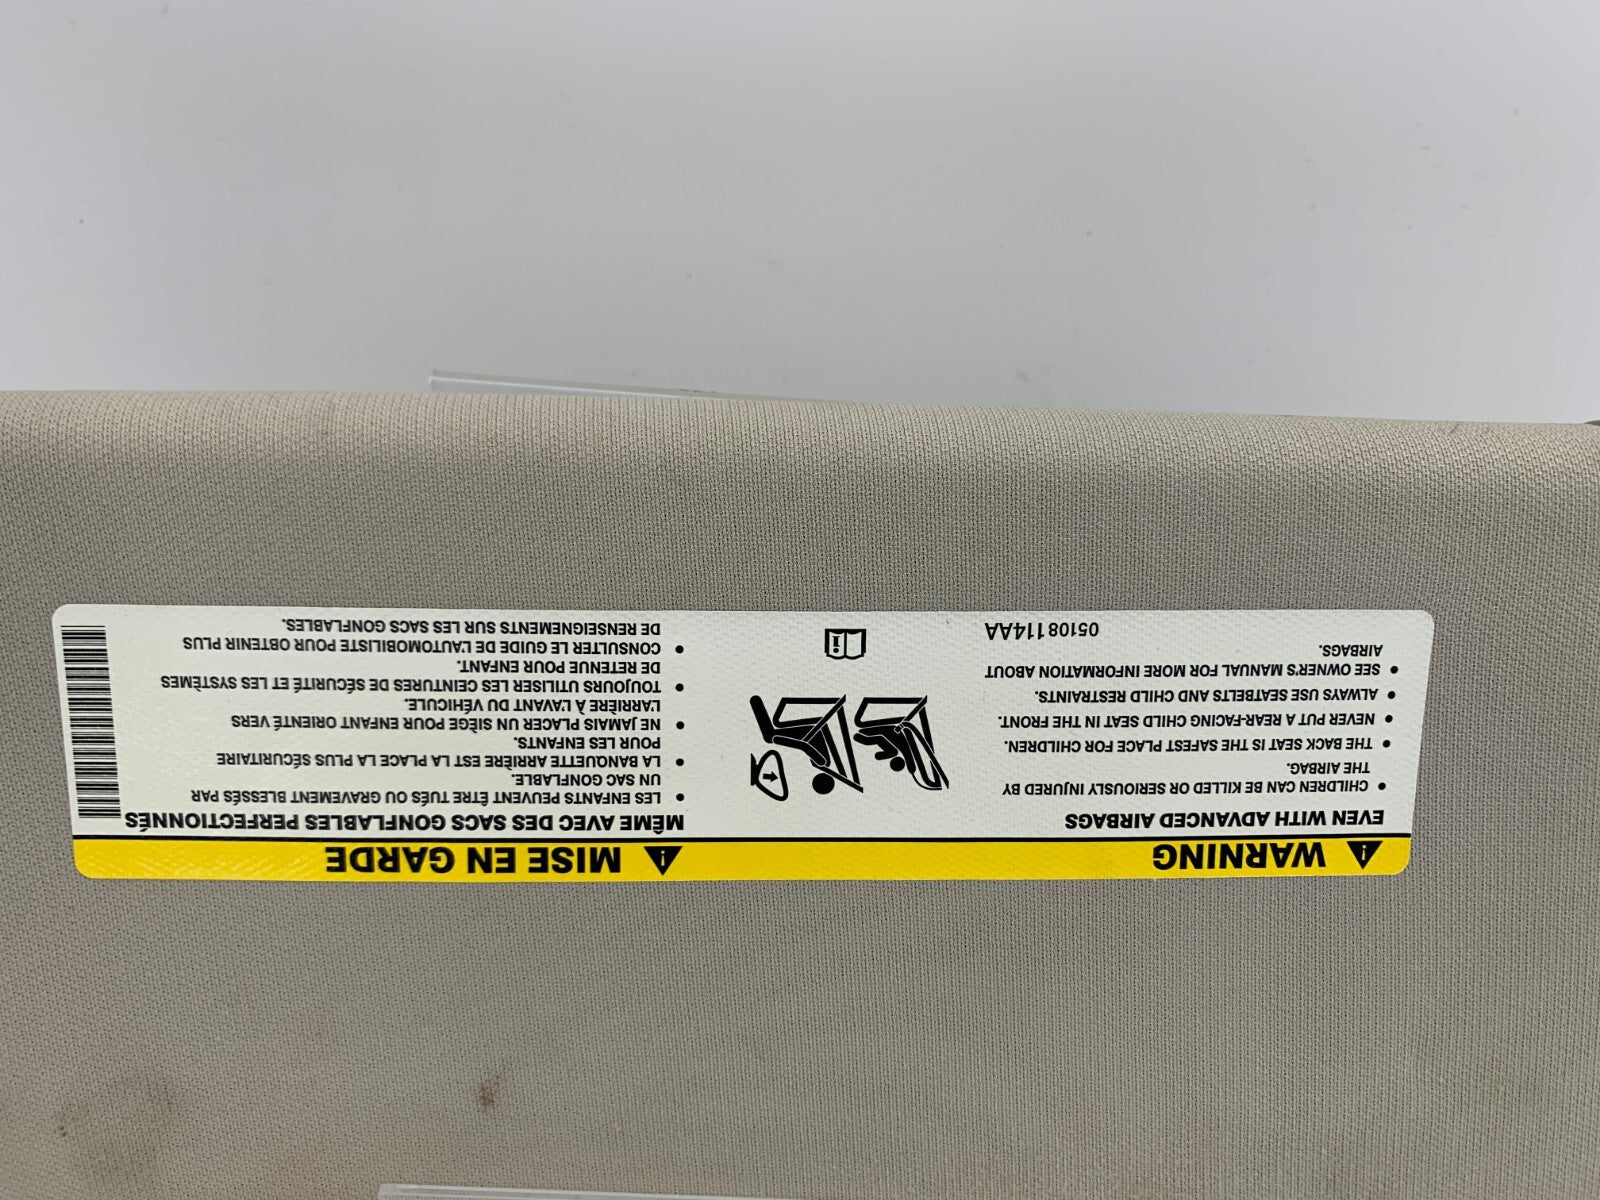 WARNING
EVEN WITH ADVANCED AIRBAGS
• CHILDREN CAN BE KILLED OR SERIOUSLY INJURED BY
THE AIRBAG.
• THE BACK SEAT IS THE SAFEST PLACE FOR CHILDREN.
• NEVER PUT A REAR-FACING CHILD SEAT IN THE FRONT.
• ALWAYS USE SEATBELTS AND CHILD RESTRAINTS.
• SEE OWNER'S MANUAL FOR MORE INFORMATION ABOUT
AIRBAGS.
05108114AA
MISE EN GARDE
MÊME AVEC DES SACS GONFLABLES PERFECTIONNÉS
• LES ENFANTS PEUVENT ÊTRE TUÉS OU GRAVEMENT BLESSÉS PAR
UN SAC GONFLABLE.
• LA BANQUETTE ARRIÈRE EST LA PLACE LA PLUS SÉCURITAIRE
POUR LES ENFANTS.
• NE JAMAIS PLACER UN SIÈGE POUR ENFANT ORIENTÉ VERS
L'ARRIÈRE À L'AVANT DU VÉHICULE.
• TOUJOURS UTILISER LES CEINTURES DE SÉCURITÉ ET LES SYSTÈMES
DE RETENUE POUR ENFANT.
• CONSULTER LE GUIDE DE L'AUTOMOBILISTE POUR OBTENIR PLUS
DE RENSEIGNEMENTS SUR LES SACS GONFLABLES.